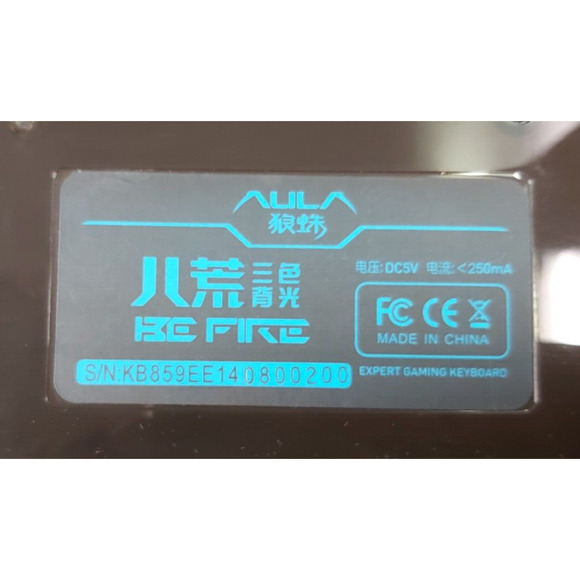 AULA
狼蛛
八荒 三色背光
BE FIRE
S/N:KB859EE140800200
电压:DC5V 电流:<250mA
FC CE
MADE IN CHINA
EXPERT GAMING KEYBOARD